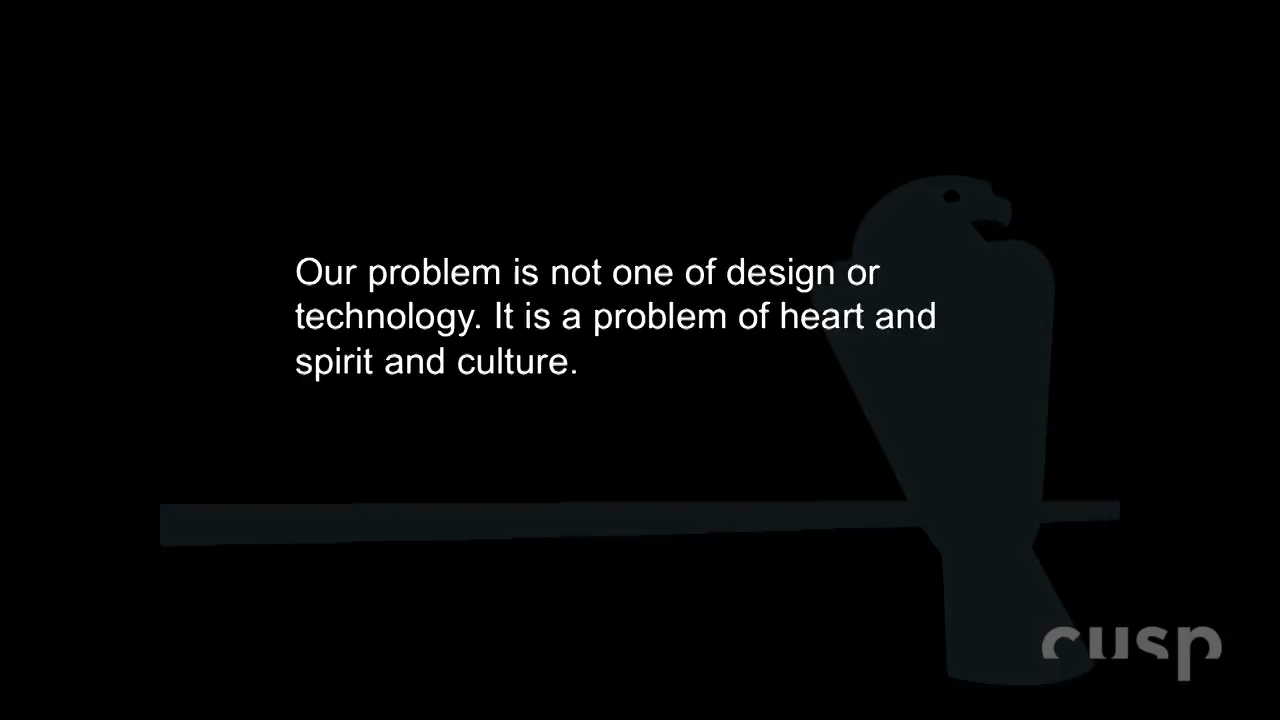 Our problem is not one of design or
technology. It is a problem of heart and
spirit and culture.
cusp